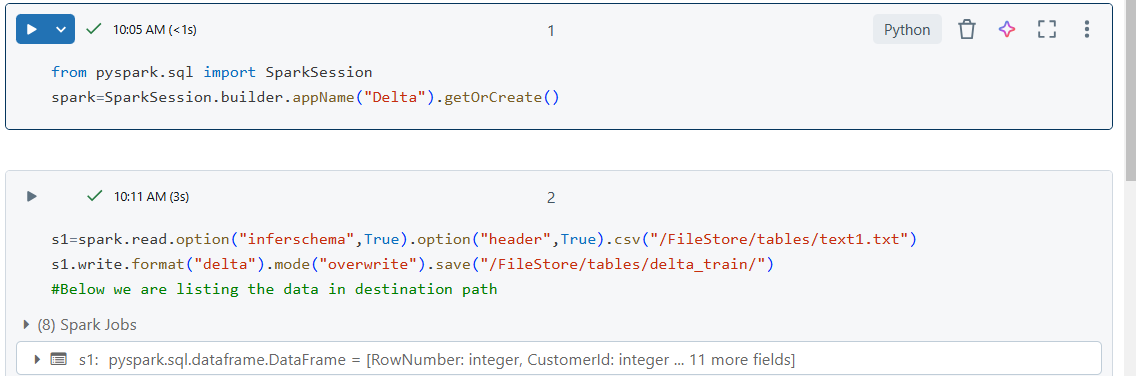 10:05 AM (<1s) 1 Python
from pyspark.sql import SparkSession
spark=SparkSession.builder.appName("Delta").getOrCreate()
10:11 AM (3s) 2
s1=spark.read.option("inferschema",True).option("header",True).csv("/FileStore/tables/text1.txt")
s1.write.format("delta").mode("overwrite").save("/FileStore/tables/delta_train/")
#Below we are listing the data in destination path
(8) Spark Jobs
s1: pyspark.sql.dataframe.DataFrame = [RowNumber: integer, CustomerId: integer ... 11 more fields]